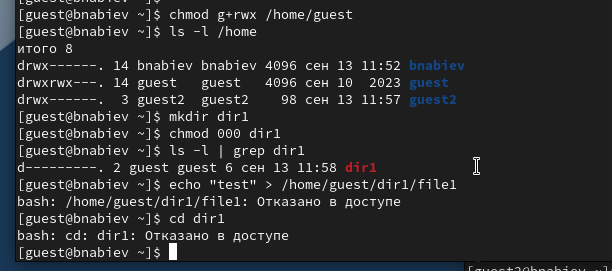 [guest@bnabiev ~]$ chmod g+rwx /home/guest
[guest@bnabiev ~]$ ls -l /home
итого 8
drwx------. 14 bnabiev bnabiev 4096 сен 13 11:52 bnabiev
drwxrwx---. 14 guest   guest   4096 сен 10  2023 guest
drwx------.  3 guest2  guest2    98 сен 13 11:57 guest2
[guest@bnabiev ~]$ mkdir dir1
[guest@bnabiev ~]$ chmod 000 dir1
[guest@bnabiev ~]$ ls -l | grep dir1
d---------. 2 guest guest 6 сен 13 11:58 dir1
[guest@bnabiev ~]$ echo "test" > /home/guest/dir1/file1
bash: /home/guest/dir1/file1: Отказано в доступе
[guest@bnabiev ~]$ cd dir1
bash: cd: dir1: Отказано в доступе
[guest@bnabiev ~]$